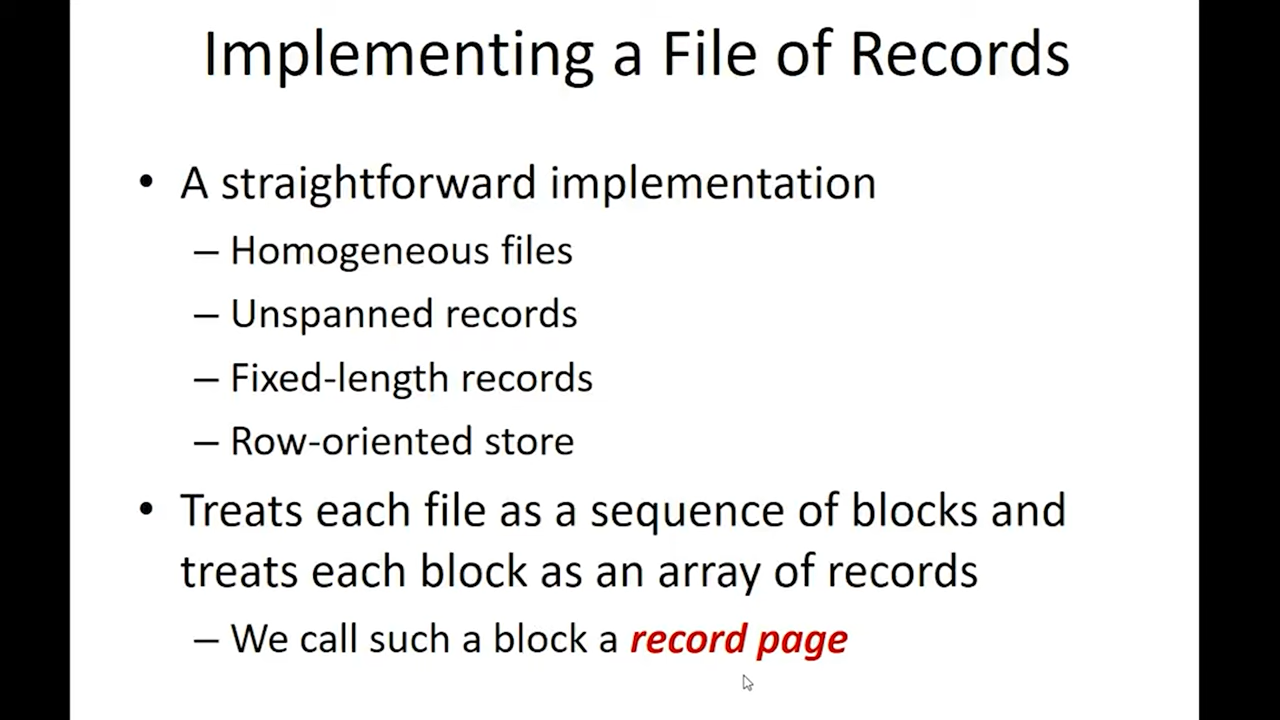 Implementing a File of Records
• A straightforward implementation
– Homogeneous files
– Unspanned records
– Fixed-length records
– Row-oriented store
• Treats each file as a sequence of blocks and
treats each block as an array of records
– We call such a block a record page